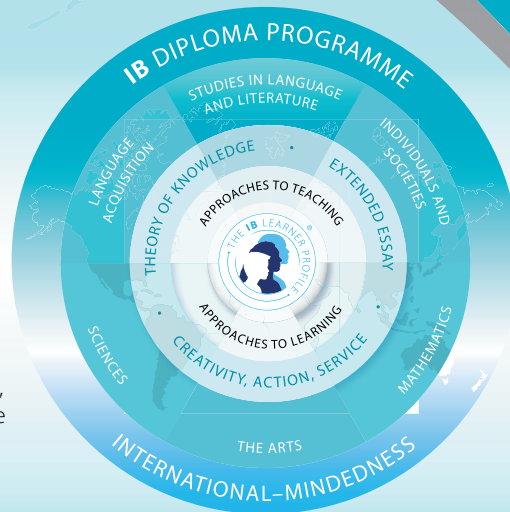 IB DIPLOMA PROGRAMME
STUDIES IN LANGUAGE
AND LITERATURE
LANGUAGE
ACQUISITION
INDIVIDUALS AND
SOCIETIES
THEORY OF KNOWLEDGE
EXTENDED ESSAY
APPROACHES TO TEACHING
THE IB LEARNER PROFILE
®
APPROACHES TO LEARNING
CREATIVITY, ACTION, SERVICE
SCIENCES
MATHEMATICS
THE ARTS
INTERNATIONAL–MINDEDNESS